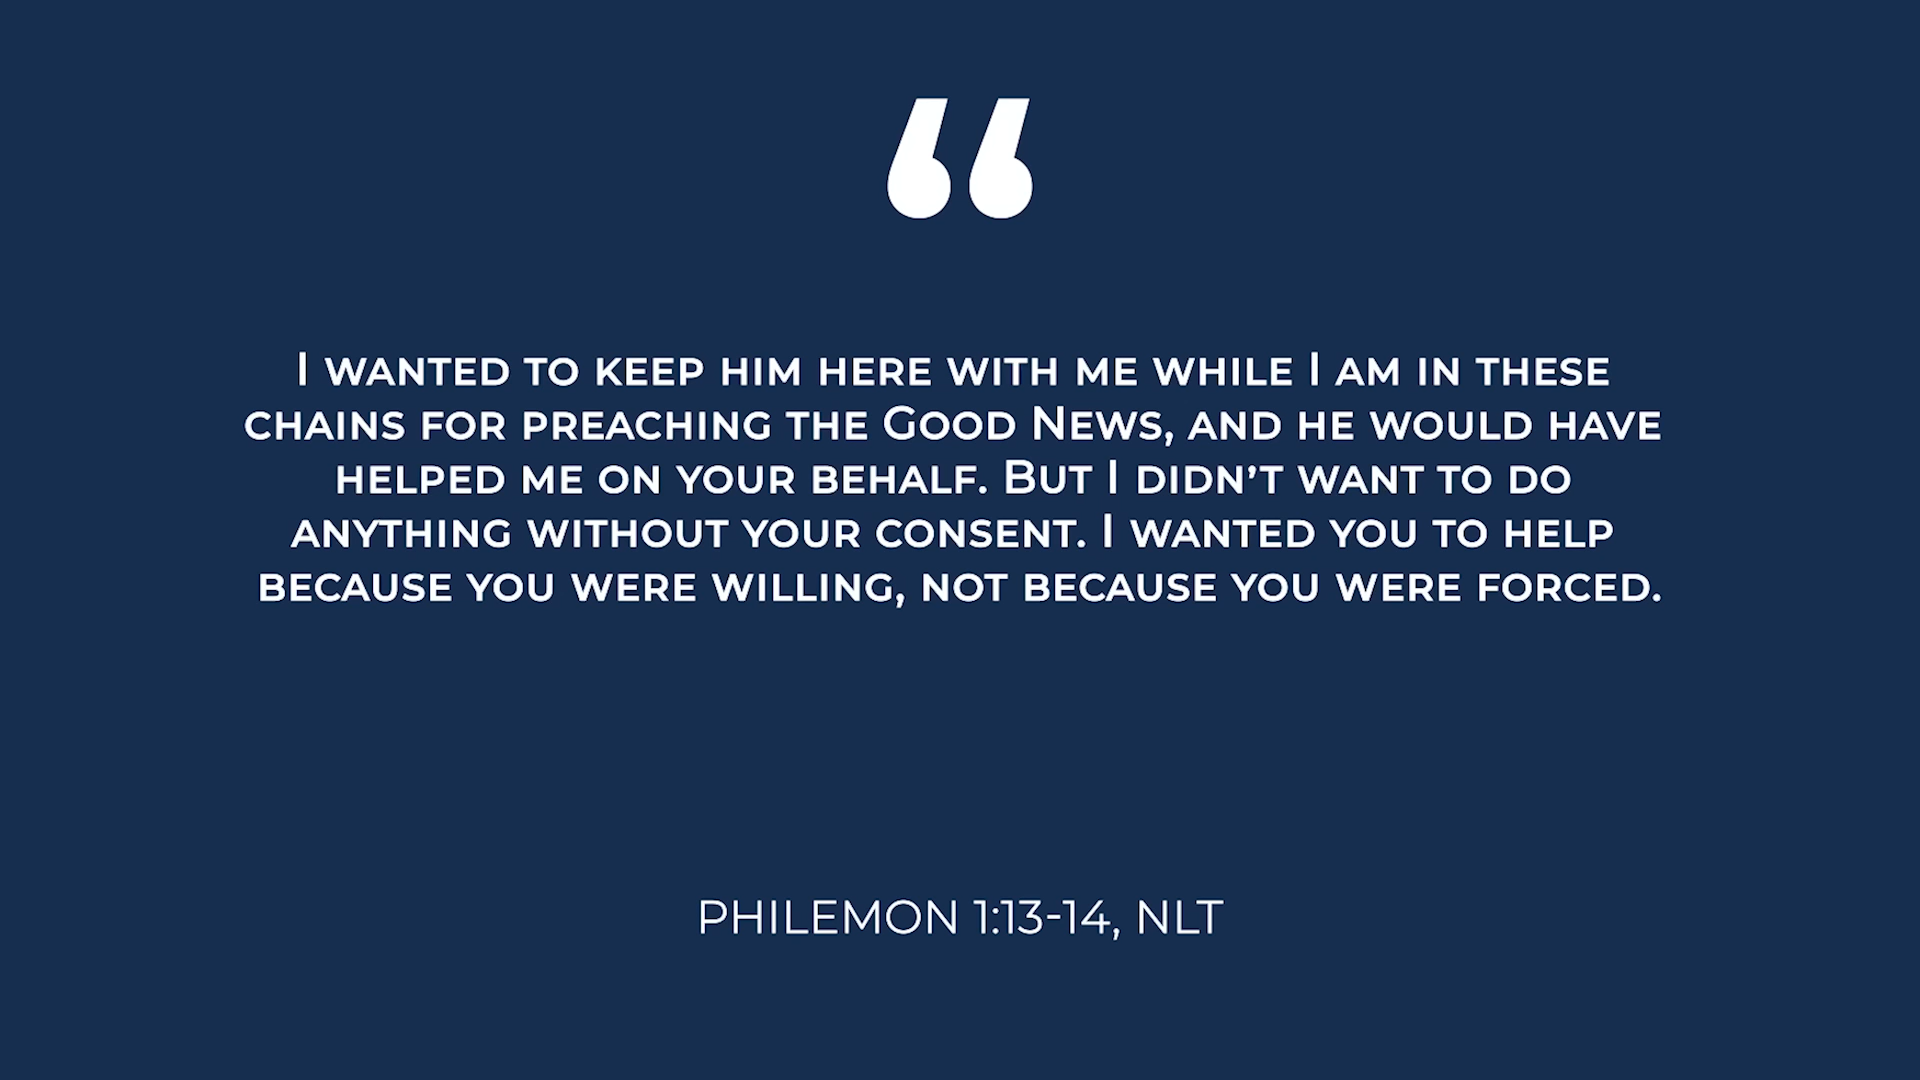 “
I wanted to keep him here with me while I am in these
chains for preaching the Good News, and he would have
helped me on your behalf. But I didn’t want to do
anything without your consent. I wanted you to help
because you were willing, not because you were forced.
PHILEMON 1:13-14, NLT